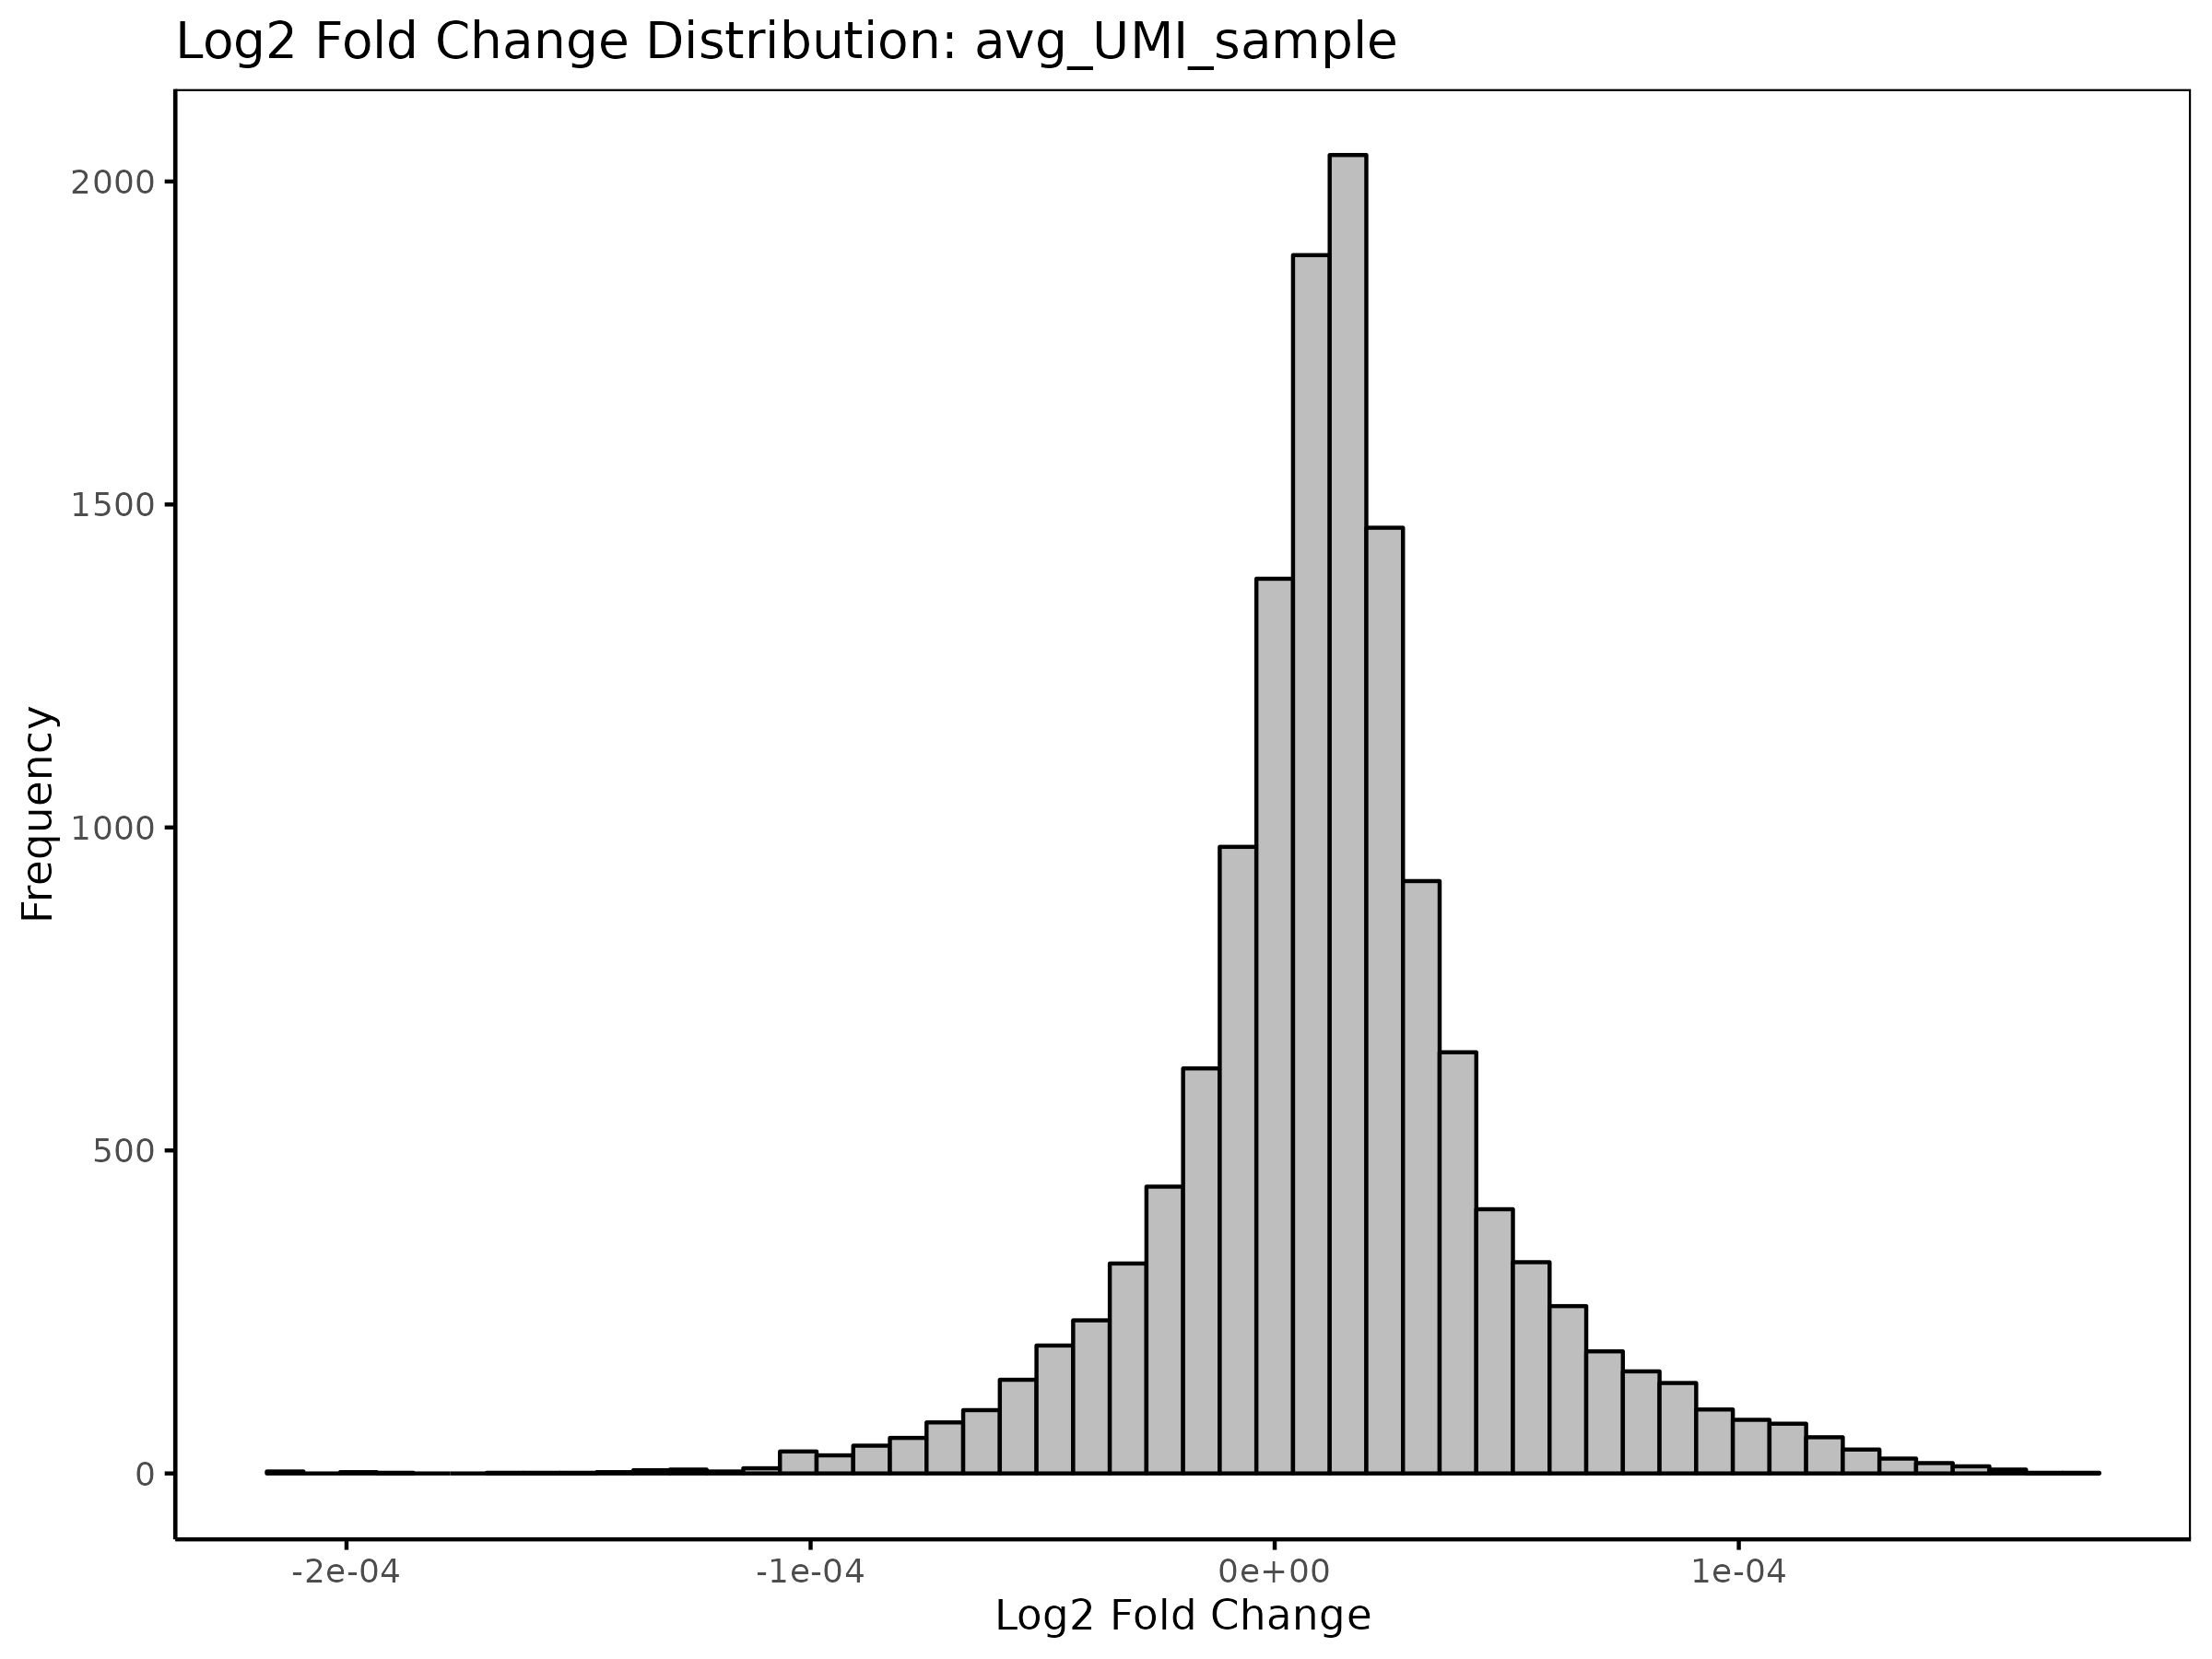 Log2 Fold Change Distribution: avg_UMI_sample
2000
1500
1000
500
0
Frequency
-2e-04
-1e-04
0e+00
1e-04
Log2 Fold Change